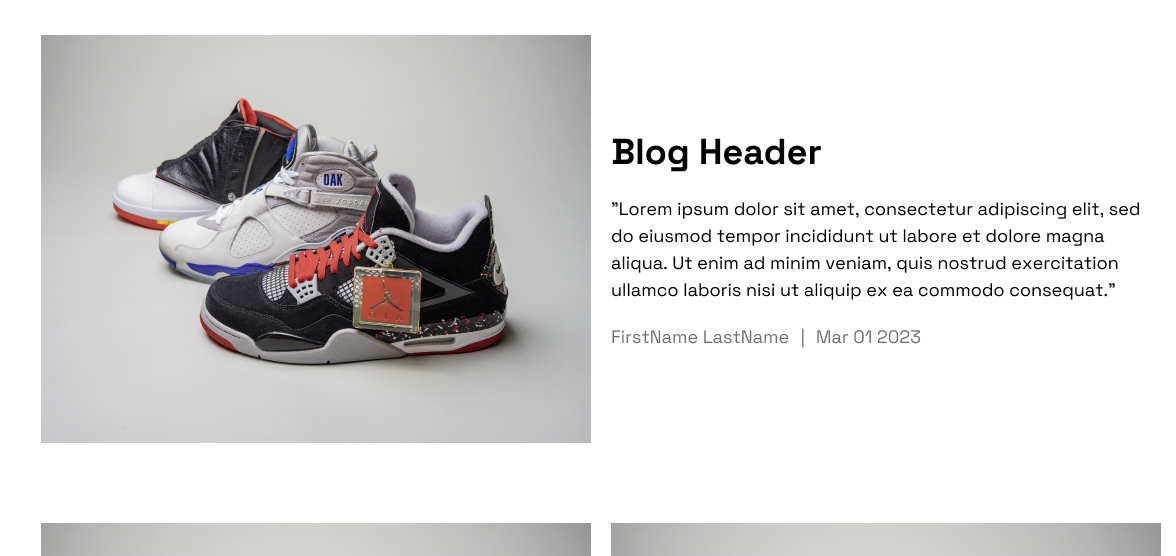 OAK
Blog Header
”Lorem ipsum dolor sit amet, consectetur adipiscing elit, sed
do eiusmod tempor incididunt ut labore et dolore magna
aliqua. Ut enim ad minim veniam, quis nostrud exercitation
ullamco laboris nisi ut aliquip ex ea commodo consequat.”
FirstName LastName | Mar 01 2023